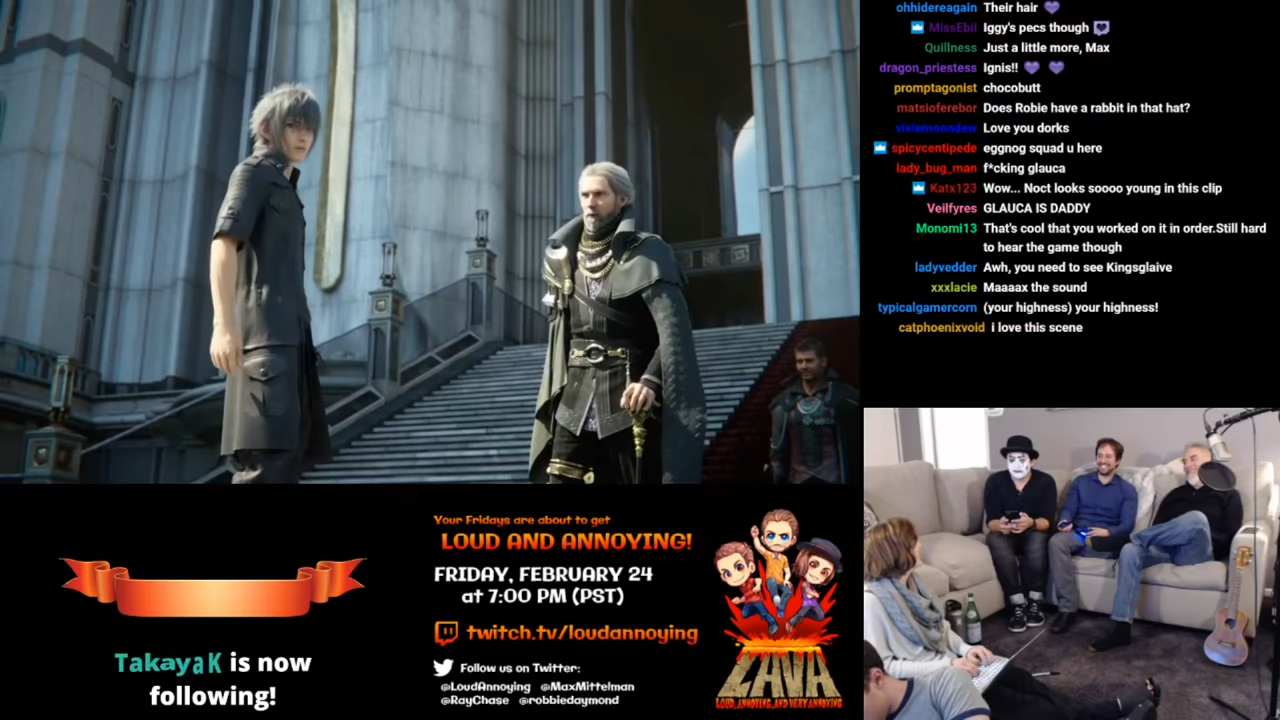 ohhidereagain Their hair
MissEbii Iggy's pecs though
Quillness Just a little more, Max
dragon_priestess Ignis!!
promptagonist chocobutt
matsioferebor Does Robie have a rabbit in that hat?
vixiemoondew Love you dorks
spicycentipede eggnog squad u here
lady_bug_man f*cking glauca
Katx123 Wow... Noct looks soooo young in this clip
Veilfyres GLAUCA IS DADDY
Monomi13 That's cool that you worked on it in order.Still hard
to hear the game though
ladyvedder Awh, you need to see Kingsglaive
xxxlacie Maaaax the sound
typicalgamercorn (your highness) your highness!
catphoenixvoid i love this scene
Your Fridays are about to get
LOUD AND ANNOYING!
FRIDAY, FEBRUARY 24
at 7:00 PM (PST)
twitch.tv/loudannoying
Follow us on Twitter:
@LoudAnnoying @MaxMittelman
@RayChase @robbiedaymond
LAVA
LOUD, ANNOYING, AND VERY ANNOYING
TakayaK is now
following!